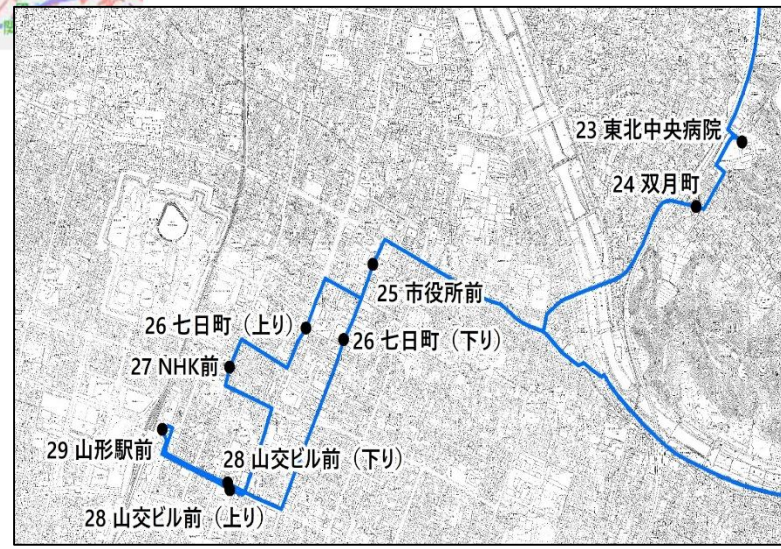 23 東北中央病院
24 双月町
25 市役所前
26 七日町（上り）
26 七日町（下り）
27 NHK前
29 山形駅前
28 山交ビル前（下り）
28 山交ビル前（上り）